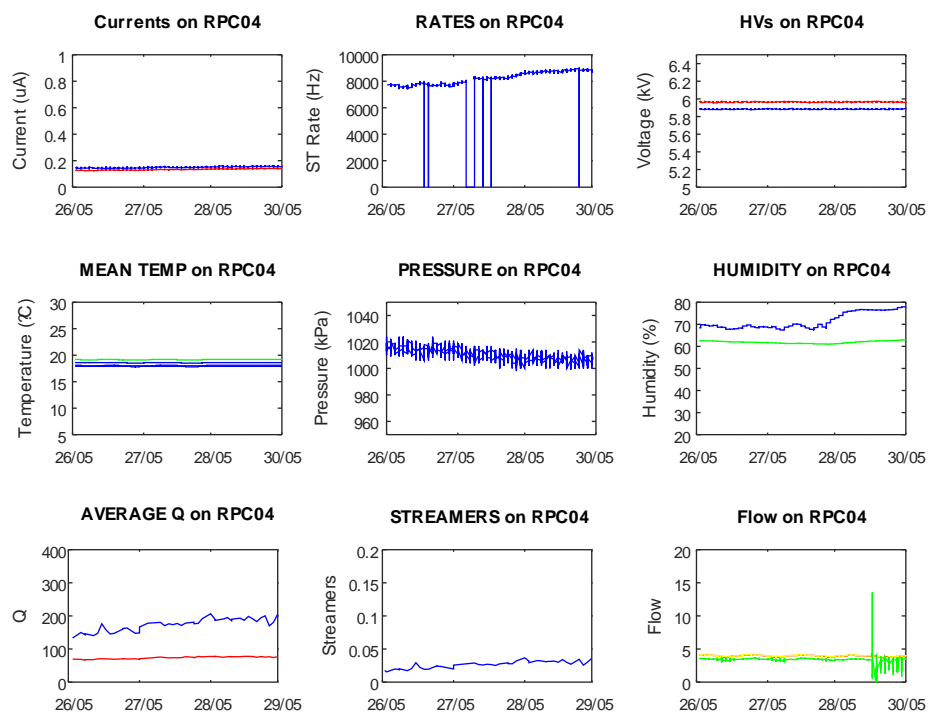 Currents on RPC04
RATES on RPC04
HVs on RPC04
Current (uA)
1
0.8
0.6
0.4
0.2
0
26/05 27/05 28/05 30/05
ST Rate (Hz)
10000
8000
6000
4000
2000
0
26/05 27/05 28/05 30/05
Voltage (kV)
6.4
6.2
6
5.8
5.6
5.4
5.2
5
26/05 27/05 28/05 30/05
MEAN TEMP on RPC04
PRESSURE on RPC04
HUMIDITY on RPC04
Temperature (?C)
30
25
20
15
10
5
26/05 27/05 28/05 30/05
Pressure (kPa)
1040
1020
1000
980
960
26/05 27/05 28/05 30/05
Humidity (%)
80
70
60
50
40
30
20
26/05 27/05 28/05 30/05
AVERAGE Q on RPC04
STREAMERS on RPC04
Flow on RPC04
Q
400
300
200
100
0
26/05 27/05 28/05 29/05
Streamers
0.2
0.15
0.1
0.05
0
26/05 27/05 28/05 29/05
Flow
20
15
10
5
0
26/05 27/05 28/05 30/05